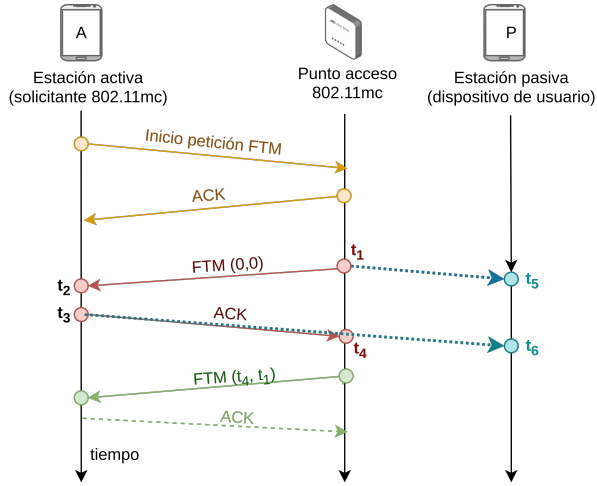 A
P
Estación activa
(solicitante 802.11mc)
Punto acceso
802.11mc
Estación pasiva
(dispositivo de usuario)
Inicio petición FTM
ACK
t1
FTM (0,0)
t2
t5
t3
ACK
t4
t6
FTM (t4, t1)
ACK
tiempo